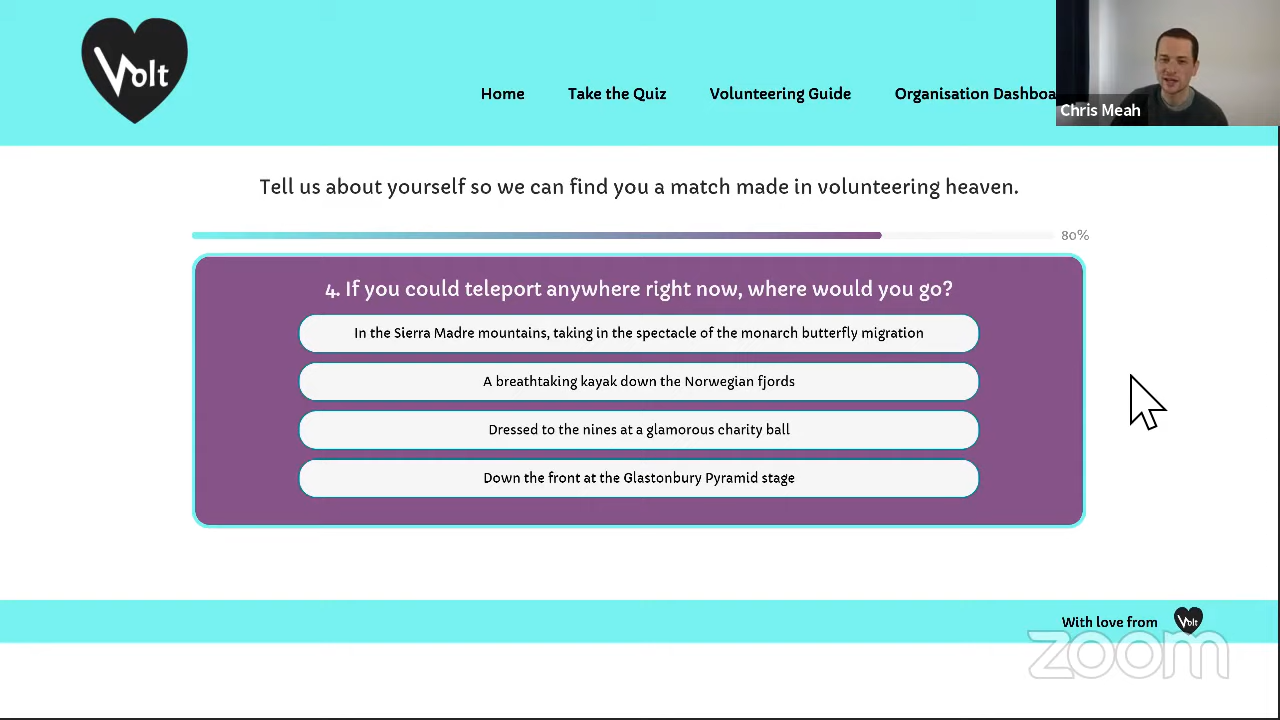 Volt
Home Take the Quiz Volunteering Guide Organisation Dashboa
Chris Meah
Tell us about yourself so we can find you a match made in volunteering heaven.
80%
4. If you could teleport anywhere right now, where would you go?
In the Sierra Madre mountains, taking in the spectacle of the monarch butterfly migration
A breathtaking kayak down the Norwegian fjords
Dressed to the nines at a glamorous charity ball
Down the front at the Glastonbury Pyramid stage
With love from Volt
zoom